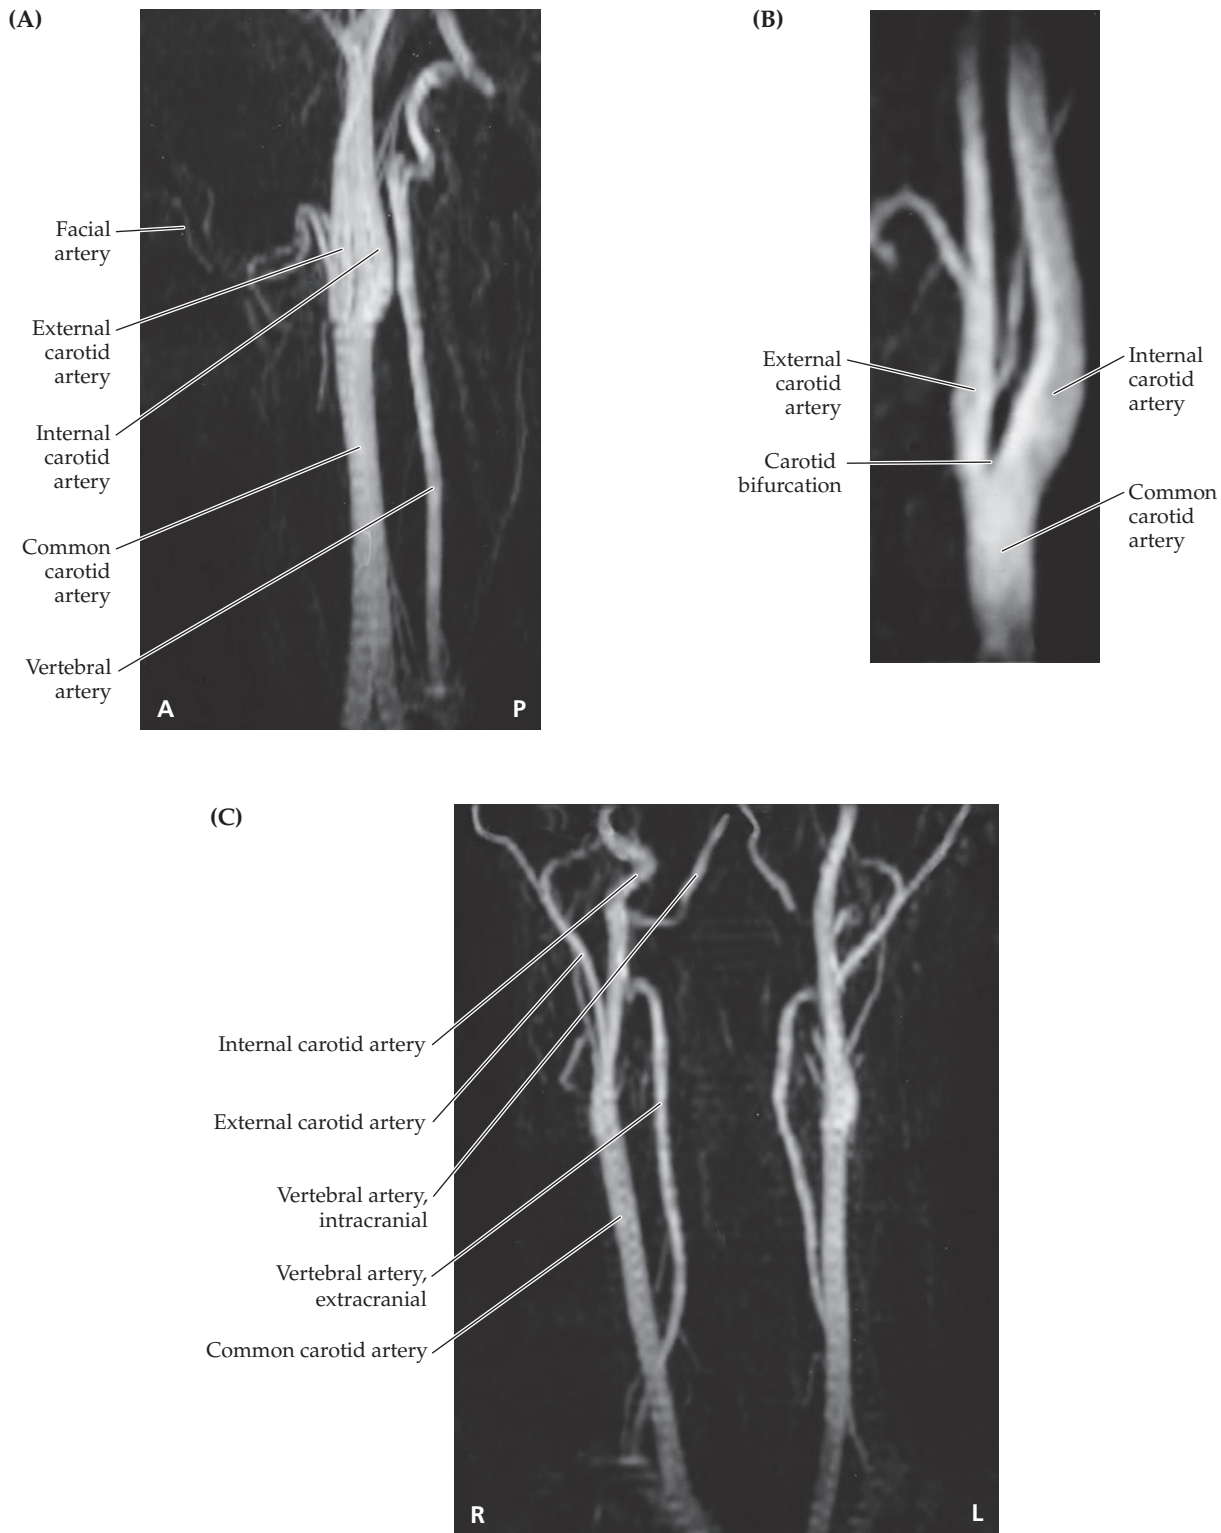 (A)
Facial
artery
External
carotid
artery
Internal
carotid
artery
Common
carotid
artery
Vertebral
artery
A
P
(B)
External
carotid
artery
Carotid
bifurcation
Internal
carotid
artery
Common
carotid
artery
(C)
Internal carotid artery
External carotid artery
Vertebral artery,
intracranial
Vertebral artery,
extracranial
Common carotid artery
R
L